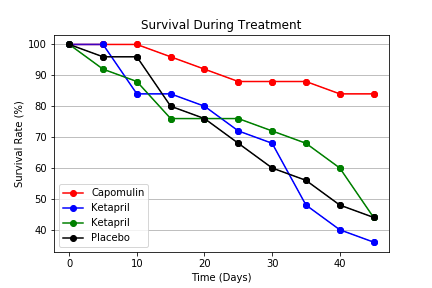 Survival During Treatment
Survival Rate (%)
100
90
80
70
60
50
40
Capomulin
Ketapril
Ketapril
Placebo
0 10 20 30 40
Time (Days)